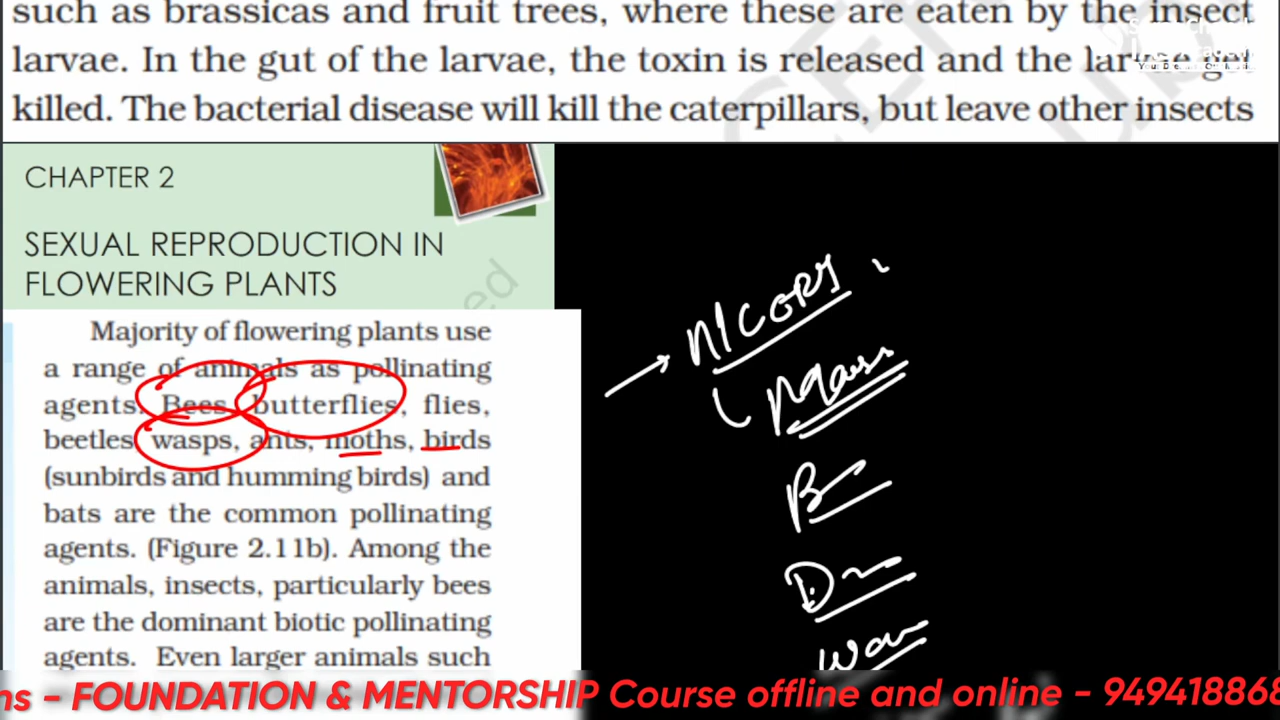 such as brassicas and fruit trees, where these are eaten by the insect
larvae. In the gut of the larvae, the toxin is released and the larvae get
killed. The bacterial disease will kill the caterpillars, but leave other insects
CHAPTER 2
SEXUAL REPRODUCTION IN
FLOWERING PLANTS
Majority of flowering plants use
a range of animals as pollinating
agents. Bees, butterflies, flies,
beetles, wasps, ants, moths, birds
(sunbirds and humming birds) and
bats are the common pollinating
agents. (Figure 2.11b). Among the
animals, insects, particularly bees
are the dominant biotic pollinating
agents. Even larger animals such
ns - FOUNDATION & MENTORSHIP Course offline and online - 949418868